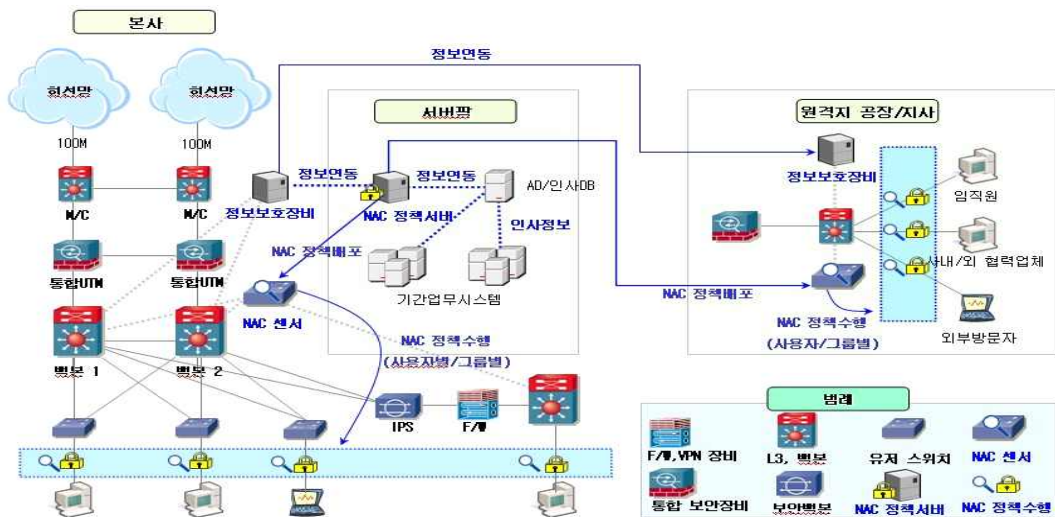 본사
회선망
회선망
정보연동
서버팜
원격지 공장/지사
100M
100M
M/C
M/C
정보연동
정보연동
정보보호장비
NAC 정책서버
AD/인사DB
인사정보
정보보호장비
임직원
통합UTM
통합UTM
NAC 정책배포
기간업무시스템
NAC 센서
사내/외 협력업체
NAC 정책배포
NAC 정책수행
(사용자/그룹별)
외부방문자
NAC 정책수행
(사용자별/그룹별)
백본 1
백본 2
IPS
F/W
범례
F/W,VPN 장비
L3, 백본
유저 스위치
NAC 센서
통합 보안장비
보안백본
NAC 정책서버
NAC 정책수행